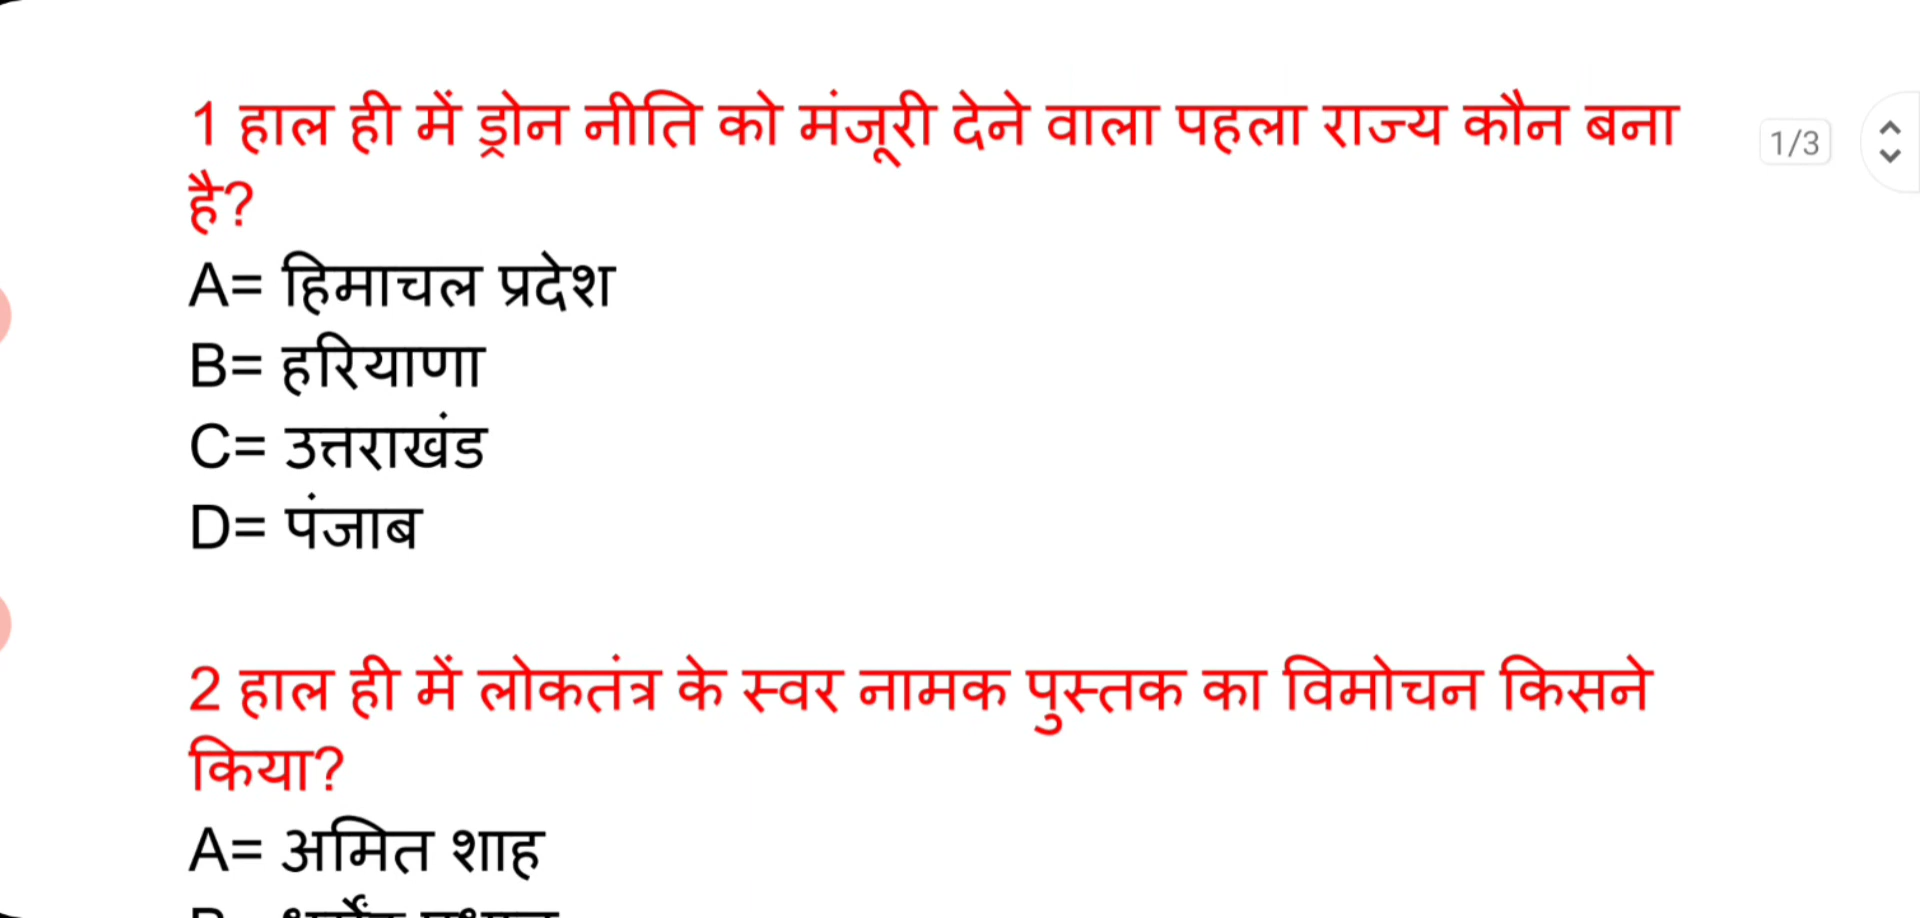 1 हाल ही में ड्रोन नीति को मंजूरी देने वाला पहला राज्य कौन बना
है?
1/3
A= हिमाचल प्रदेश
B= हरियाणा
C= उत्तराखंड
D= पंजाब
2 हाल ही में लोकतंत्र के स्वर नामक पुस्तक का विमोचन किसने
किया?
A= अमित शाह